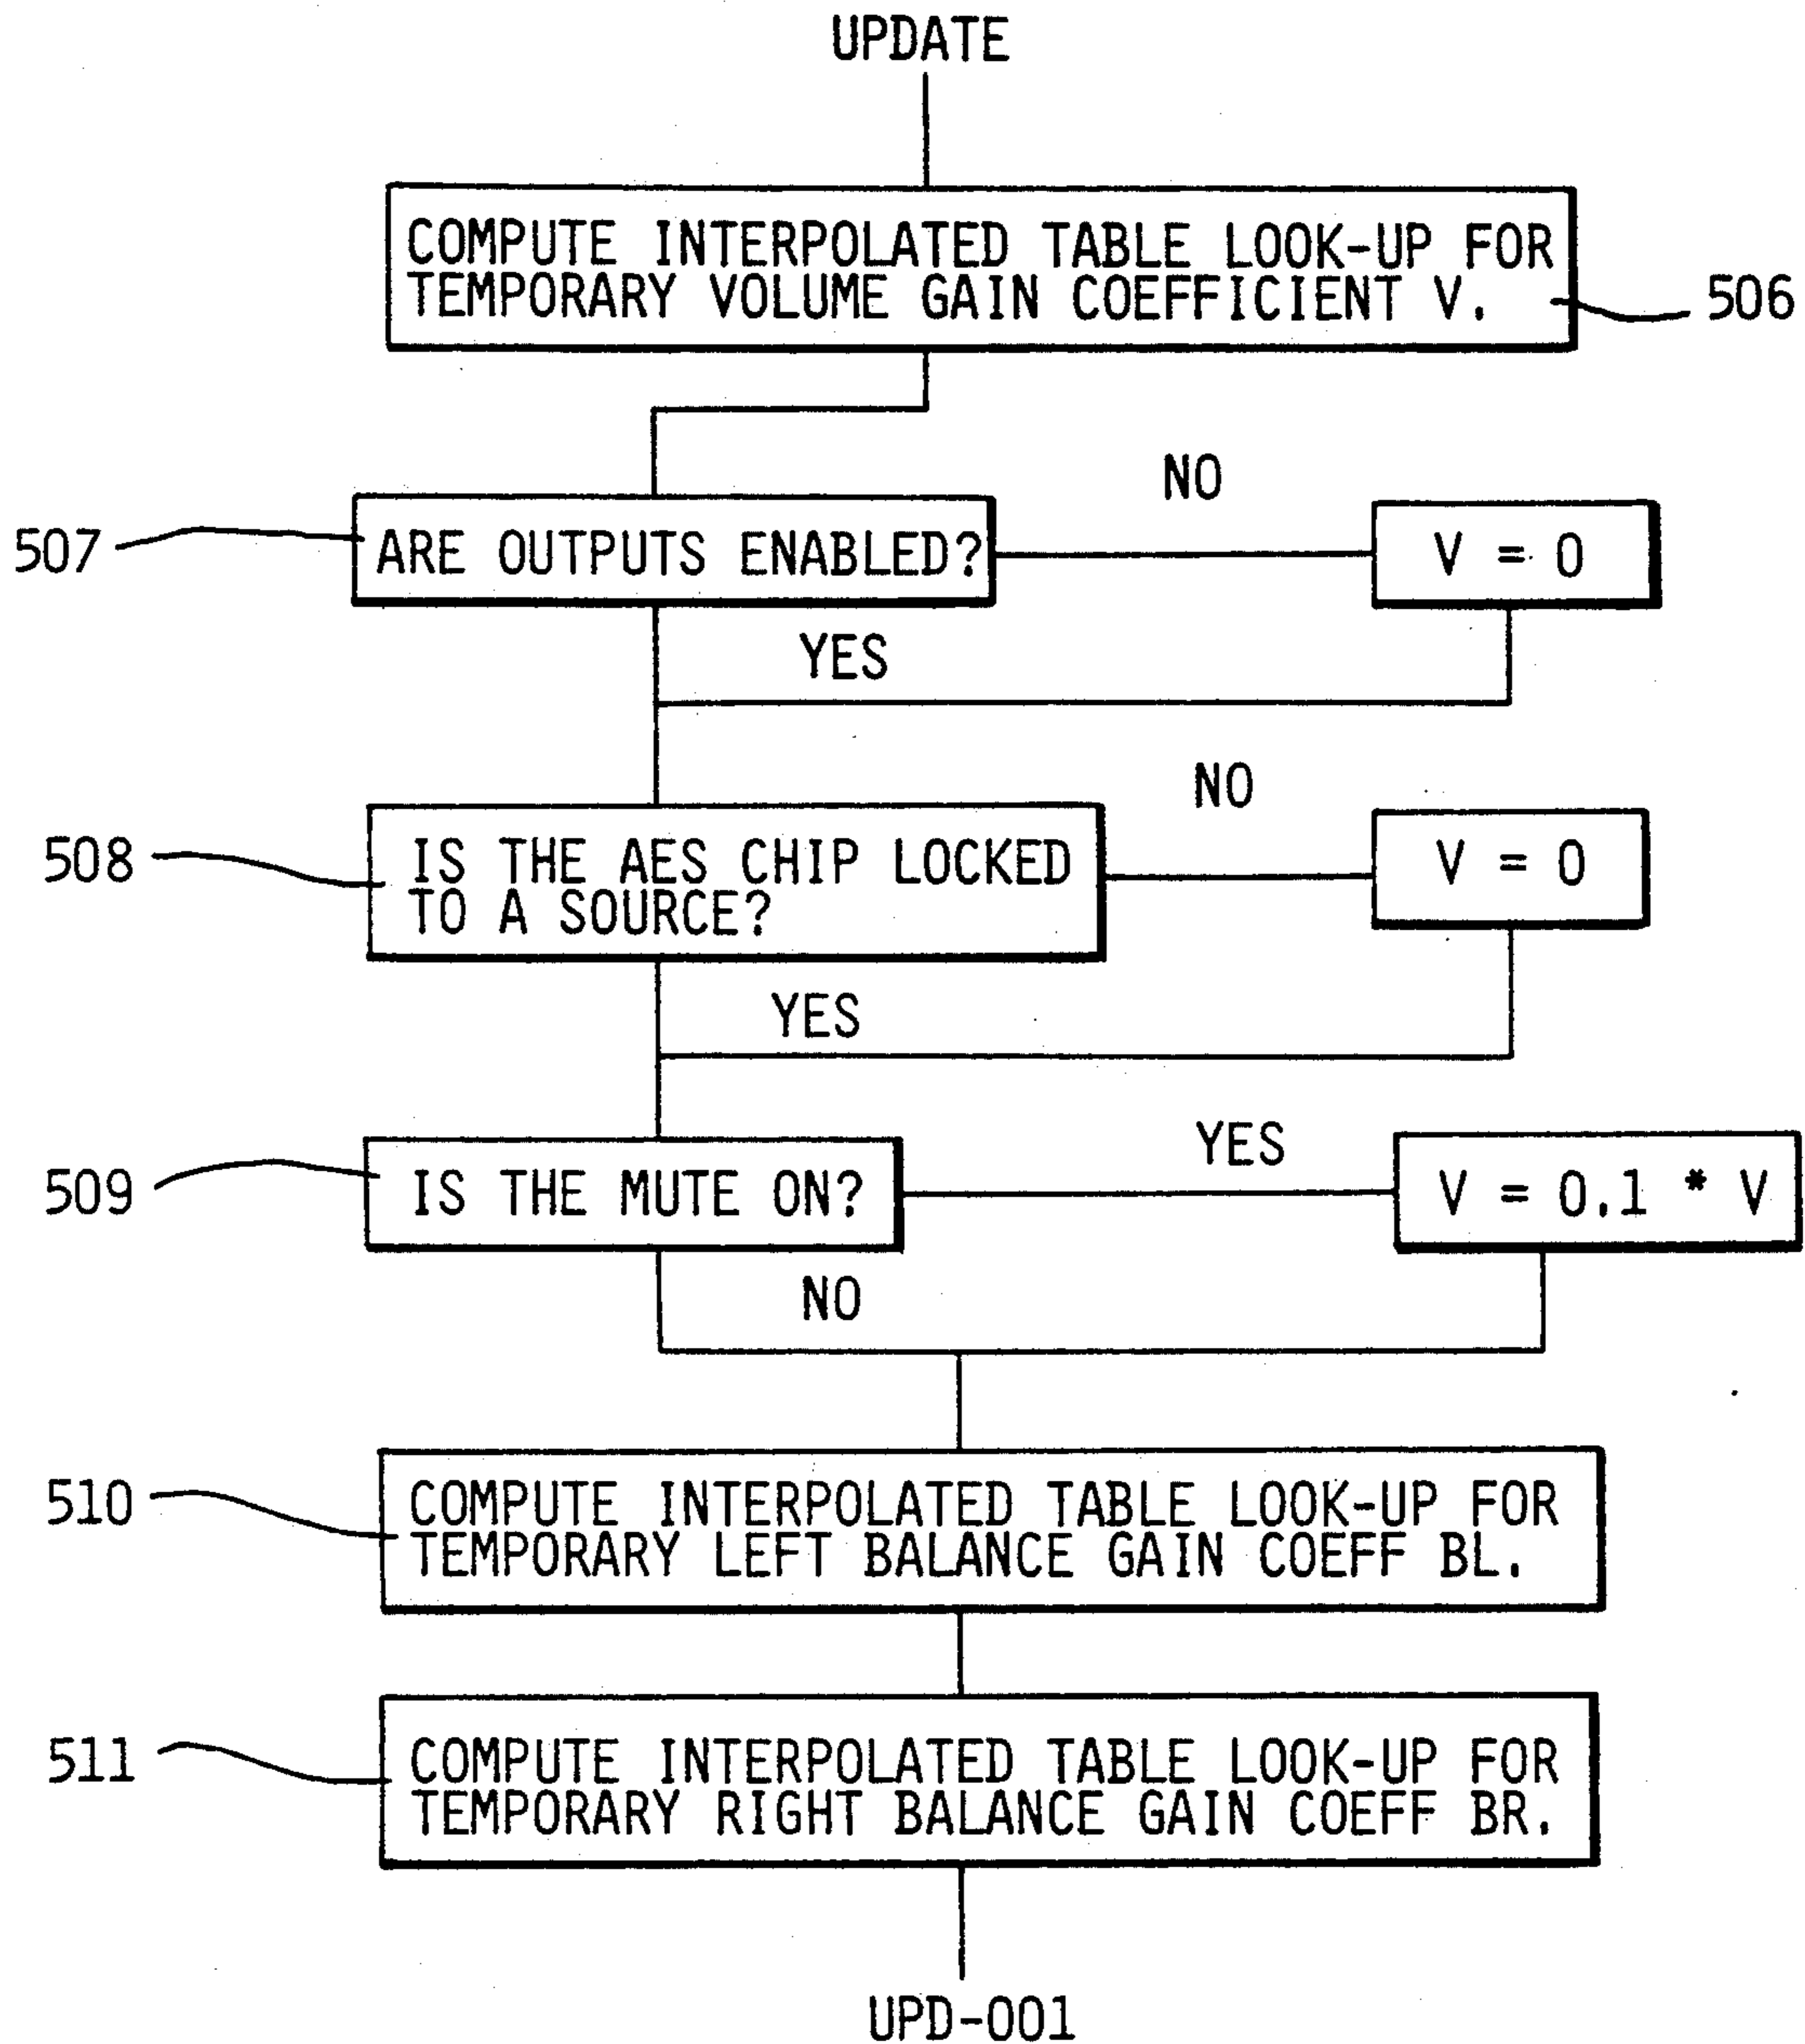 UPDATE
COMPUTE INTERPOLATED TABLE LOOK-UP FOR
TEMPORARY VOLUME GAIN COEFFICIENT V.
506
NO
507
ARE OUTPUTS ENABLED?
V = 0
YES
NO
508
IS THE AES CHIP LOCKED
TO A SOURCE?
V = 0
YES
YES
509
IS THE MUTE ON?
V = 0.1 * V
NO
510
COMPUTE INTERPOLATED TABLE LOOK-UP FOR
TEMPORARY LEFT BALANCE GAIN COEFF BL.
511
COMPUTE INTERPOLATED TABLE LOOK-UP FOR
TEMPORARY RIGHT BALANCE GAIN COEFF BR.
UPD-001